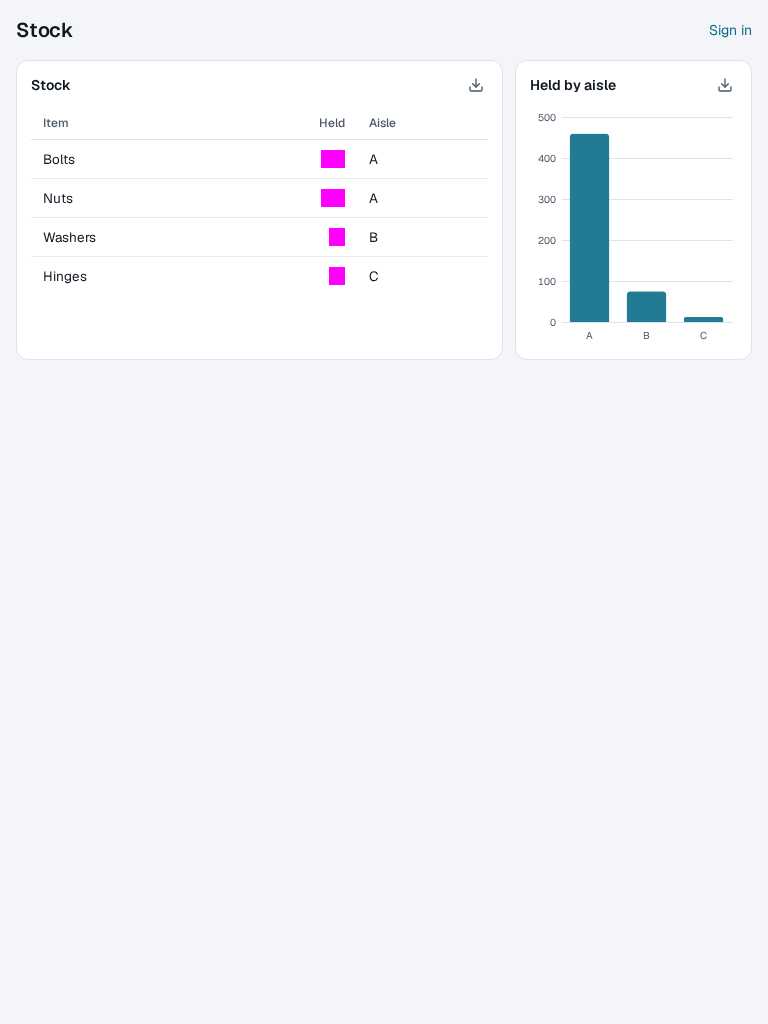 Stock
Sign in
Stock
Item Held Aisle
Bolts A
Nuts A
Washers B
Hinges C
Held by aisle
500
400
300
200
100
0
A B C